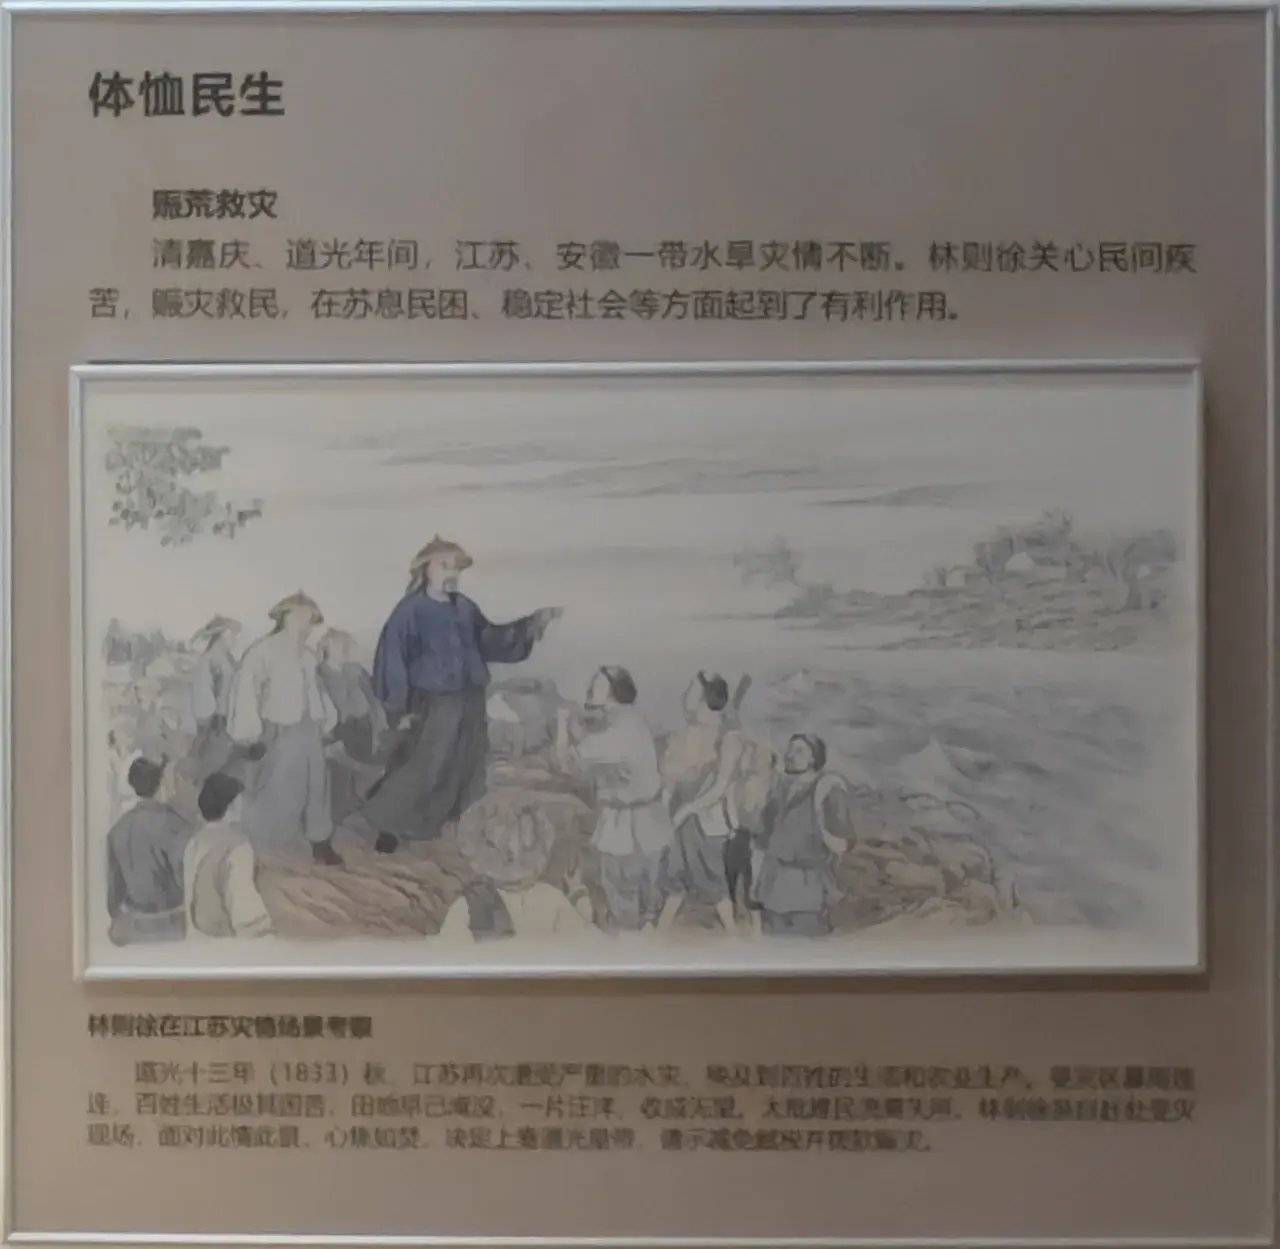 体恤民生
赈荒救灾
清嘉庆、道光年间，江苏、安徽一带水旱灾情不断。林则徐关心民间疾
苦，赈灾救民，在苏息民困、稳定社会等方面起到了有利作用。
林则徐在江苏灾情场景考察
道光十三年（1833）秋，江苏再次遭受严重的水灾，波及到百姓的生活和农业生产。受灾区暴雨连
连，百姓生活极其困苦，田地早已淹没，一片汪洋，收成无望。大批难民流离失所。林则徐亲自赶赴受灾
现场，面对此情此景，心焦如焚，决定上奏道光皇帝，请示减免赋税并拨款赈灾。